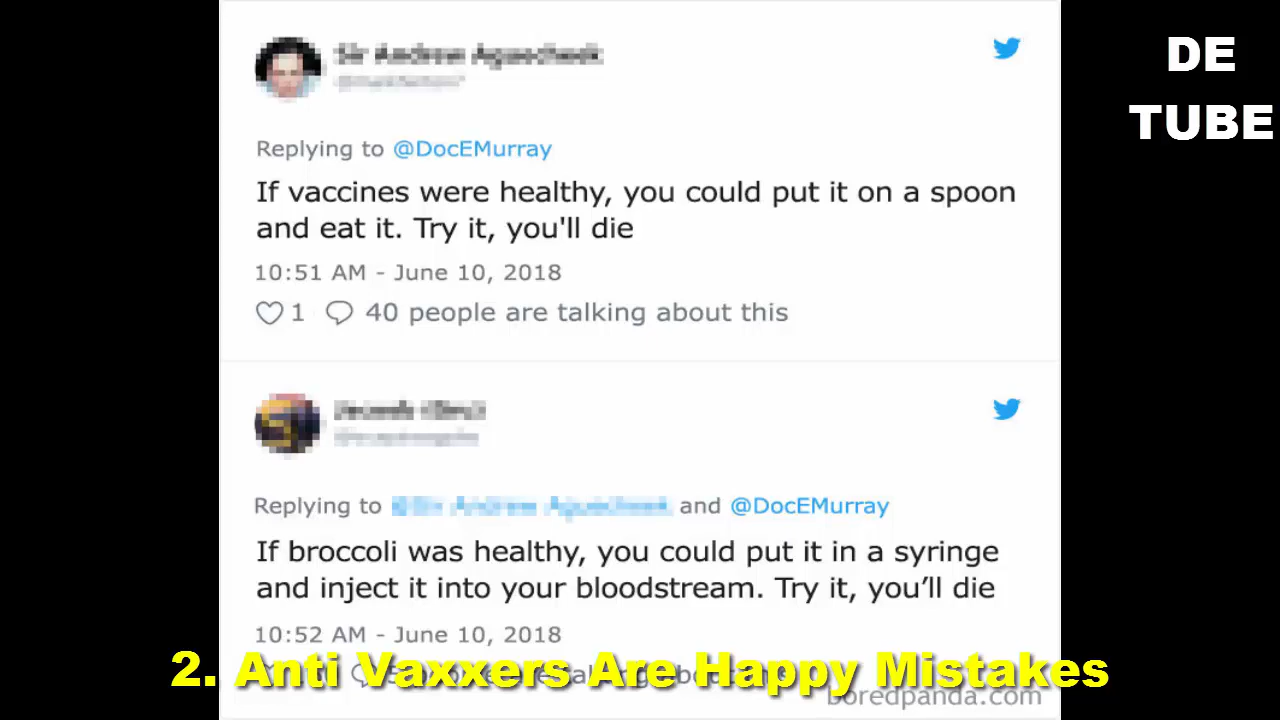 DE
TUBE
Replying to @DocEMurray
If vaccines were healthy, you could put it on a spoon
and eat it. Try it, you'll die
10:51 AM - June 10, 2018
1 40 people are talking about this
Replying to and @DocEMurray
If broccoli was healthy, you could put it in a syringe
and inject it into your bloodstream. Try it, you’ll die
10:52 AM - June 10, 2018
2. Anti Vaxxers Are Happy Mistakes
boredpanda.com